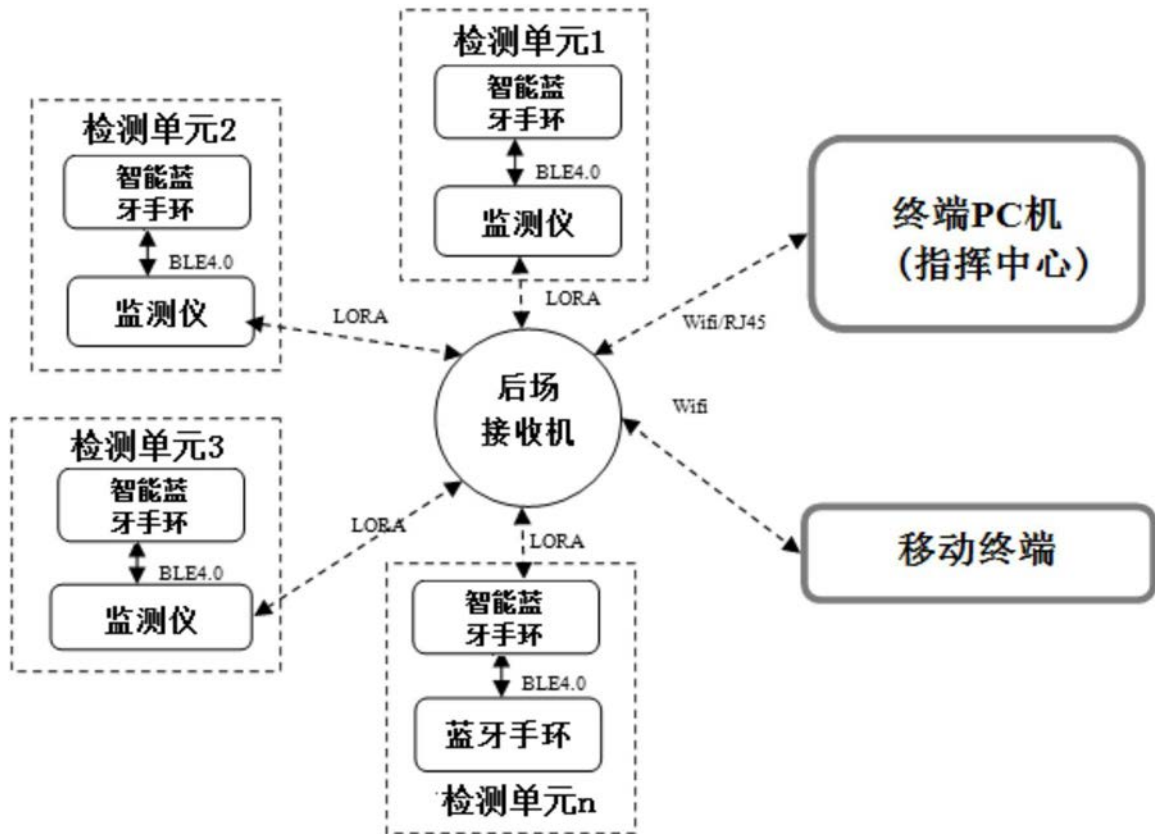 检测单元1
智能蓝
牙手环
BLE4.0
监测仪
LORA
检测单元2
智能蓝
牙手环
BLE4.0
监测仪
LORA
检测单元3
智能蓝
牙手环
BLE4.0
监测仪
LORA
后场
接收机
LORA
智能蓝
牙手环
BLE4.0
蓝牙手环
检测单元n
Wifi/RJ45
终端PC机
（指挥中心）
Wifi
移动终端